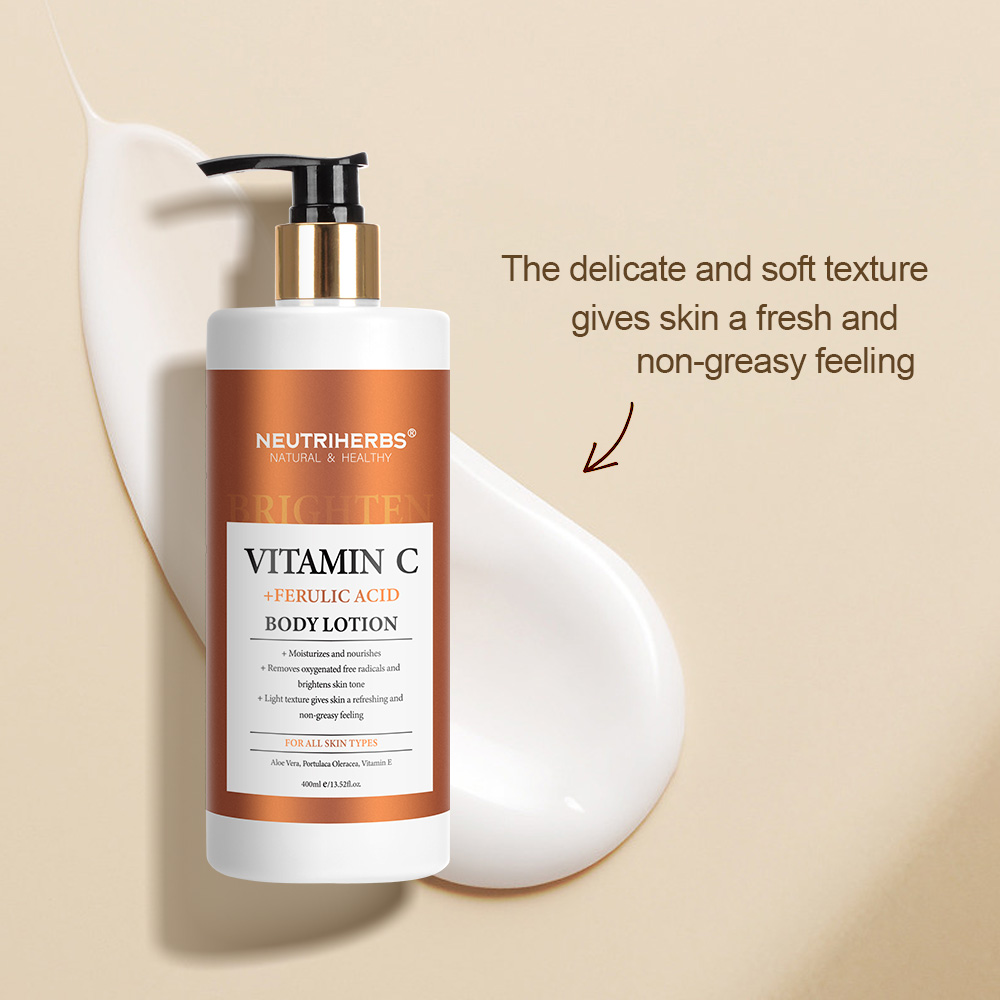 The delicate and soft texture
gives skin a fresh and
non-greasy feeling
NEUTRIHERBS®
NATURAL & HEALTHY
BRIGHTEN
VITAMIN C
+FERULIC ACID
BODY LOTION
+ Moisturizes and nourishes
+ Removes oxygenated free radicals and
brightens skin tone
+ Light texture gives skin a refreshing and
non-greasy feeling
FOR ALL SKIN TYPES
Aloe Vera, Portulaca Oleracea, Vitamin E
400ml e/13.52fl.oz.